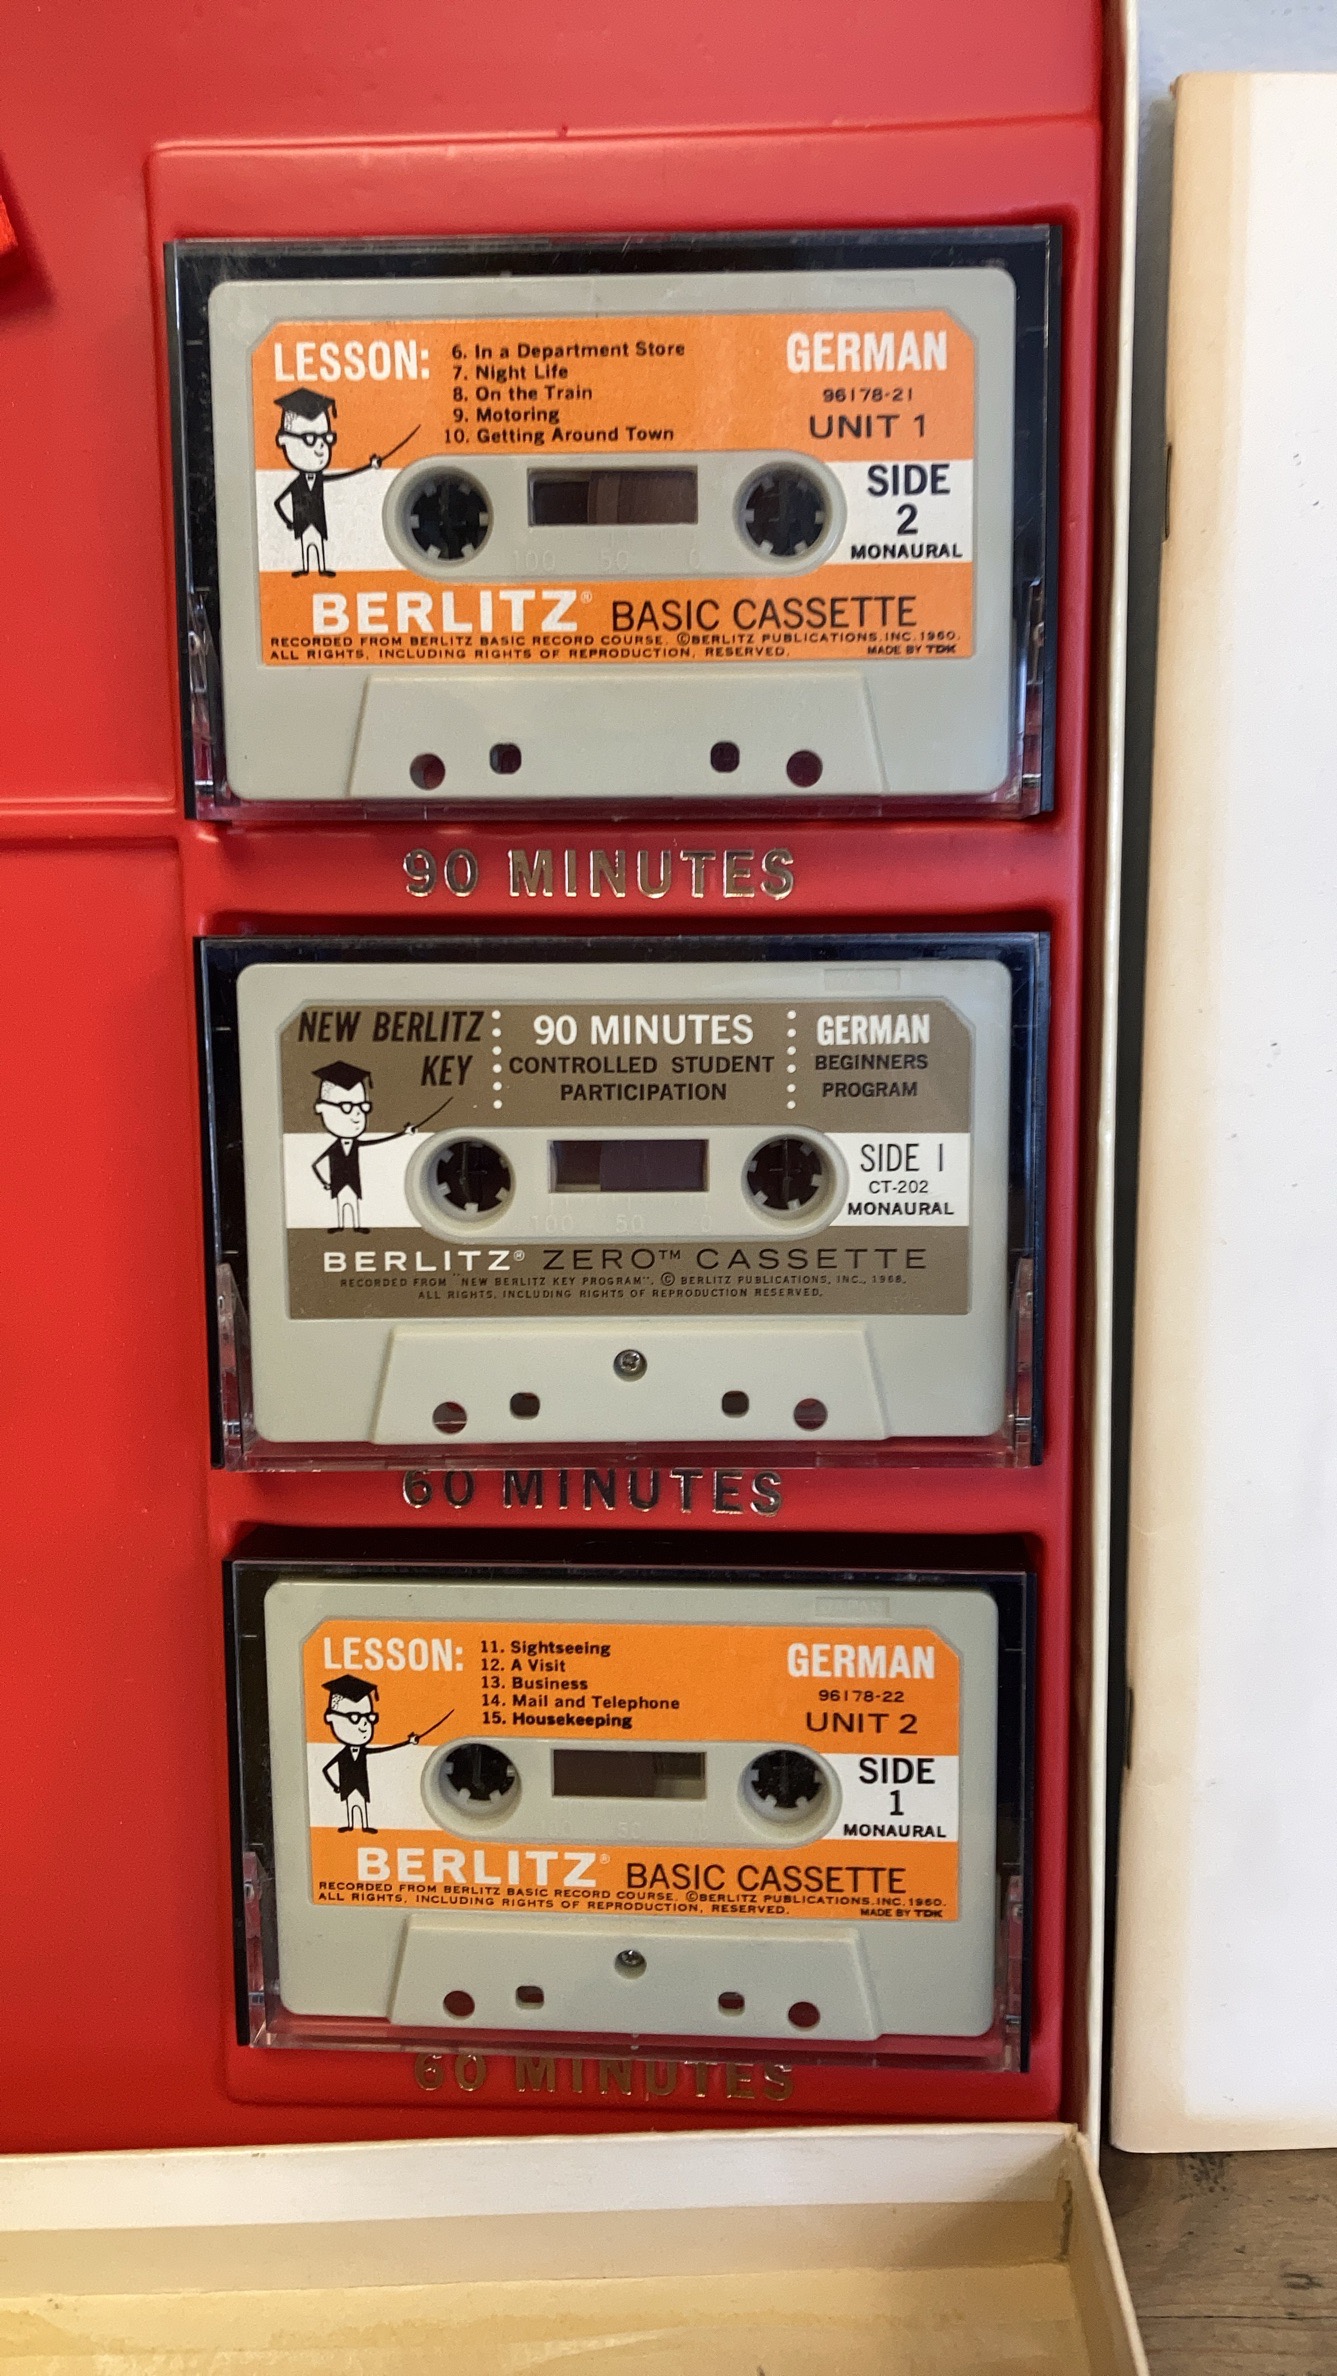 LESSON:
6. In a Department Store
7. Night Life
8. On the Train
9. Motoring
10. Getting Around Town
GERMAN
96178-21
UNIT 1
SIDE
2
MONAURAL
100 50 0
BERLITZ® BASIC CASSETTE
RECORDED FROM BERLITZ BASIC RECORD COURSE. ©BERLITZ PUBLICATIONS.INC.1960.
ALL RIGHTS, INCLUDING RIGHTS OF REPRODUCTION, RESERVED. MADE BY TDK
90 MINUTES
NEW BERLITZ
KEY
90 MINUTES
CONTROLLED STUDENT
PARTICIPATION
GERMAN
BEGINNERS
PROGRAM
SIDE 1
CT-202
MONAURAL
100 50 0
BERLITZ® ZERO™ CASSETTE
RECORDED FROM "NEW BERLITZ KEY PROGRAM". © BERLITZ PUBLICATIONS, INC., 1968.
ALL RIGHTS, INCLUDING RIGHTS OF REPRODUCTION RESERVED.
60 MINUTES
JAPAN
LESSON:
11. Sightseeing
12. A Visit
13. Business
14. Mail and Telephone
15. Housekeeping
GERMAN
96178-22
UNIT 2
SIDE
1
MONAURAL
100 50
BERLITZ® BASIC CASSETTE
RECORDED FROM BERLITZ BASIC RECORD COURSE. ©BERLITZ PUBLICATIONS.INC.1960.
ALL RIGHTS, INCLUDING RIGHTS OF REPRODUCTION, RESERVED. MADE BY TDK
60 MINUTES